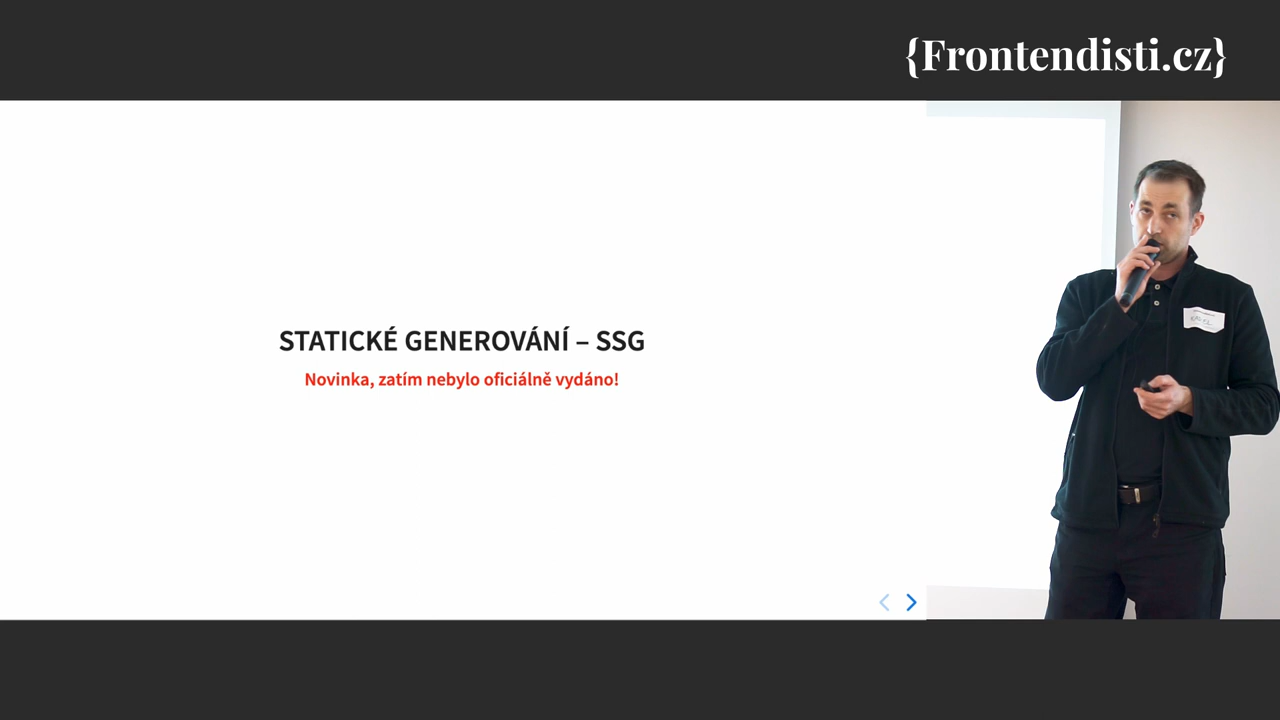 {Frontendisti.cz}
STATICKÉ GENEROVÁNÍ – SSG
Novinka, zatím nebylo oficiálně vydáno!